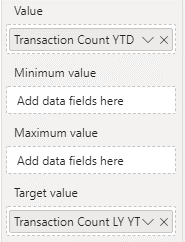 Value
Transaction Count YTD
Minimum value
Add data fields here
Maximum value
Add data fields here
Target value
Transaction Count LY YT